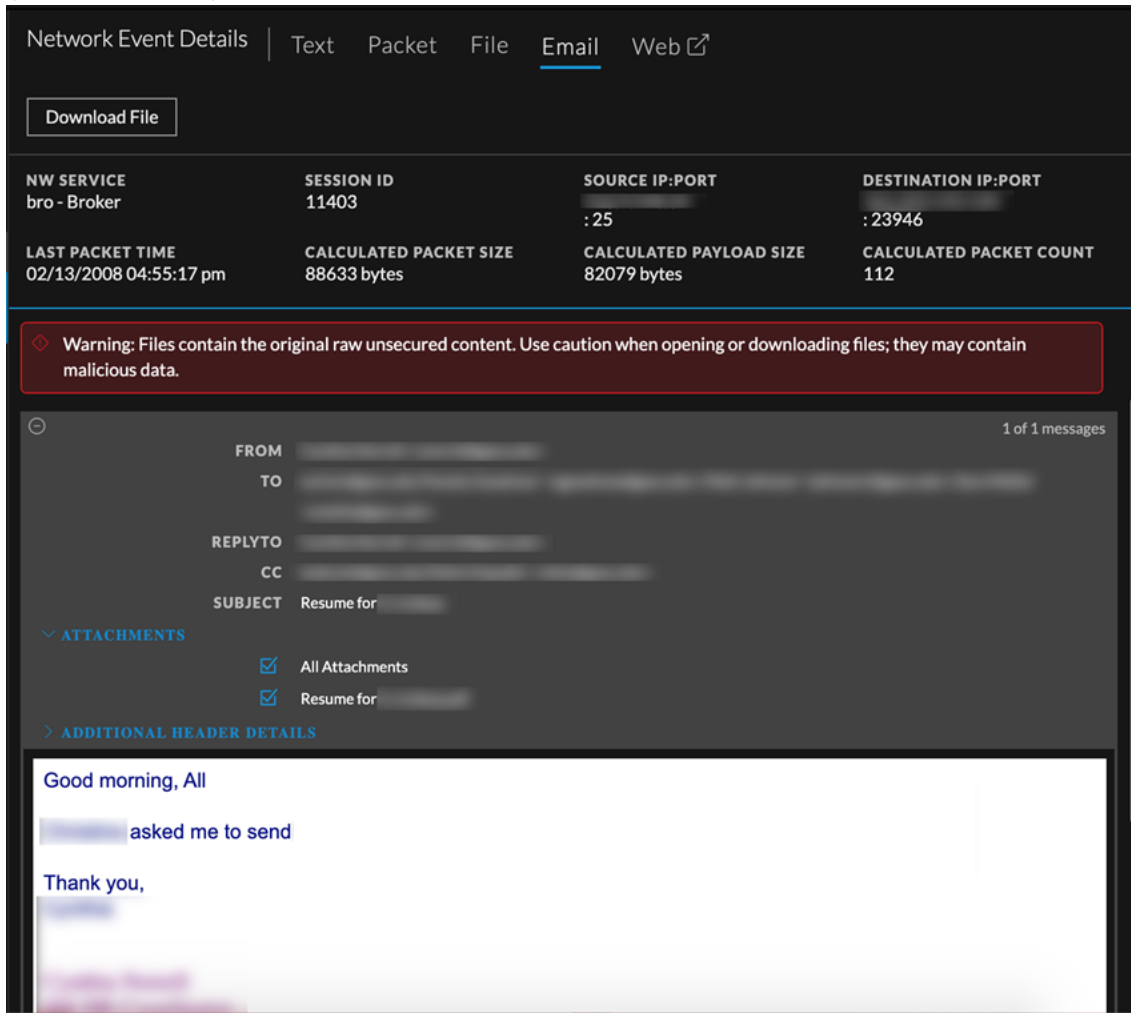 Network Event Details Text Packet File Email Web
Download File
NW SERVICE SESSION ID SOURCE IP:PORT DESTINATION IP:PORT
bro - Broker 11403
: 25 : 23946
LAST PACKET TIME CALCULATED PACKET SIZE CALCULATED PAYLOAD SIZE CALCULATED PACKET COUNT
02/13/2008 04:55:17 pm 88633 bytes 82079 bytes 112
Warning: Files contain the original raw unsecured content. Use caution when opening or downloading files; they may contain
malicious data.
1 of 1 messages
FROM
TO
REPLYTO
CC
SUBJECT Resume for
ATTACHMENTS
All Attachments
Resume for
ADDITIONAL HEADER DETAILS
Good morning, All
asked me to send
Thank you,